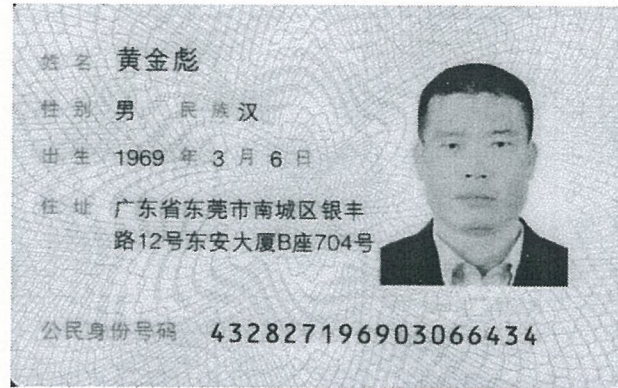 姓名 黄金彪
性别 男 民族 汉
出生 1969 年 3 月 6 日
住址 广东省东莞市南城区银丰
路12号东安大厦B座704号
公民身份号码 432827196903066434